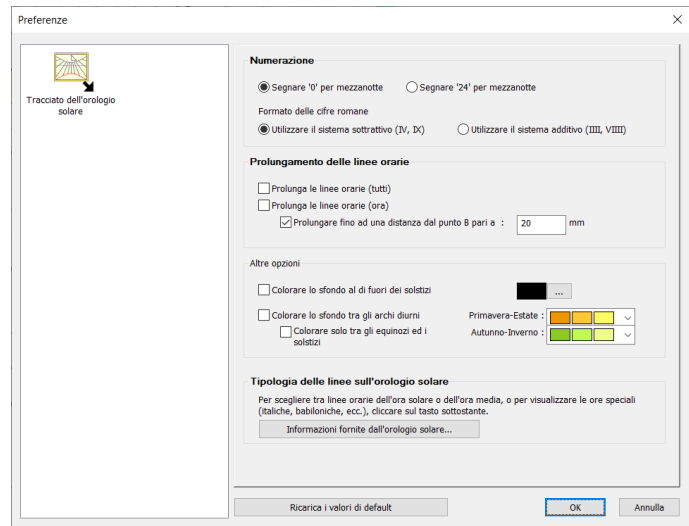 Preferenze
Tracciato dell'orologio
solare
Numerazione
Segnare '0' per mezzanotte
Segnare '24' per mezzanotte
Formato delle cifre romane
Utilizzare il sistema sottrattivo (IV, IX)
Utilizzare il sistema additivo (IIII, VIIII)
Prolungamento delle linee orarie
Prolunga le linee orarie (tutti)
Prolunga le linee orarie (ora)
Prolungare fino ad una distanza dal punto B pari a : 20 mm
Altre opzioni
Colorare lo sfondo al di fuori dei solstizi
...
Colorare lo sfondo tra gli archi diurni
Primavera-Estate :
Colorare solo tra gli equinozi ed i
solstizi
Autunno-Inverno :
Tipologia delle linee sull'orologio solare
Per scegliere tra linee orarie dell'ora solare o dell'ora media, o per visualizzare le ore speciali
(italiche, babiloniche, ecc.), cliccare sul tasto sottostante.
Informazioni fornite dall'orologio solare...
Ricarica i valori di default
OK
Annulla